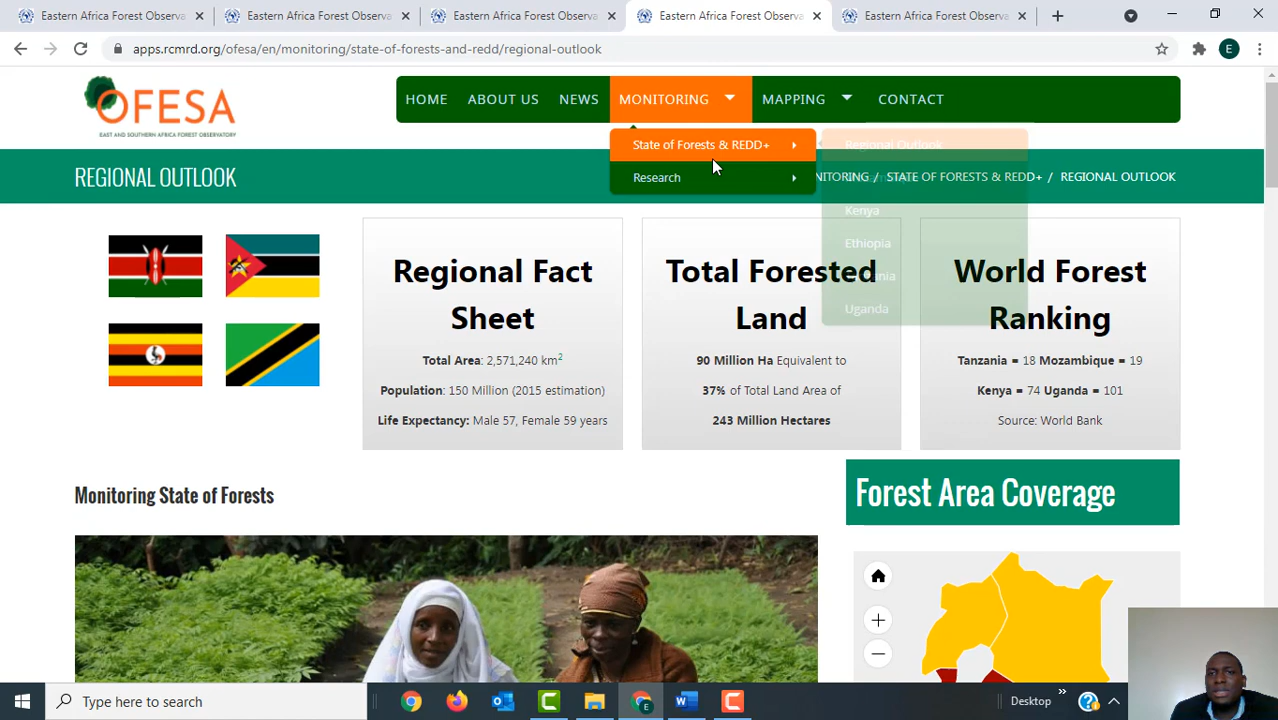 Eastern Africa Forest Observa
Eastern Africa Forest Observa
Eastern Africa Forest Observa
Eastern Africa Forest Observa
Eastern Africa Forest Observa
apps.rcmrd.org/ofesa/en/monitoring/state-of-forests-and-redd/regional-outlook
E
OFESA
EAST AND SOUTHERN AFRICA FOREST OBSERVATORY
HOME ABOUT US NEWS MONITORING MAPPING CONTACT
State of Forests & REDD+
Regional Outlook
Research
REGIONAL OUTLOOK
NITORING / STATE OF FORESTS & REDD+ / REGIONAL OUTLOOK
Kenya
Ethiopia
Uganda
Regional Fact
Sheet
Total Area: 2,571,240 km2
Population: 150 Million (2015 estimation)
Life Expectancy: Male 57, Female 59 years
Total Forested
Land
90 Million Ha Equivalent to
37% of Total Land Area of
243 Million Hectares
World Forest
Ranking
Tanzania = 18 Mozambique = 19
Kenya = 74 Uganda = 101
Source: World Bank
Monitoring State of Forests
Forest Area Coverage
Type here to search
Desktop